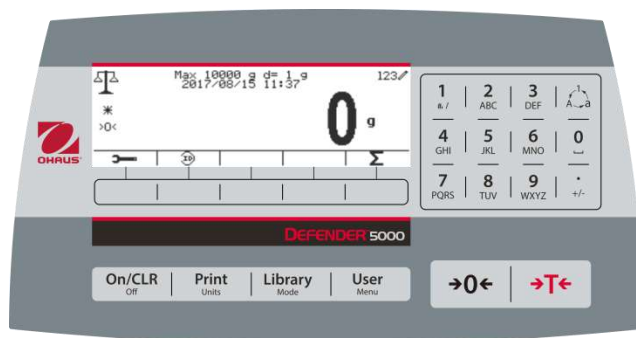 Max 10000 g d= 1 g
2017/08/15 11:37
123
*
>0<
0 g
ID
Σ
OHAUS
DEFENDER 5000
On/CLR
Off
Print
Units
Library
Mode
User
Menu
1
@. /
2
ABC
3
DEF
A 1 a
4
GHI
5
JKL
6
MNO
0
7
PQRS
8
TUV
9
WXYZ
.
+/-
→0←
→T←